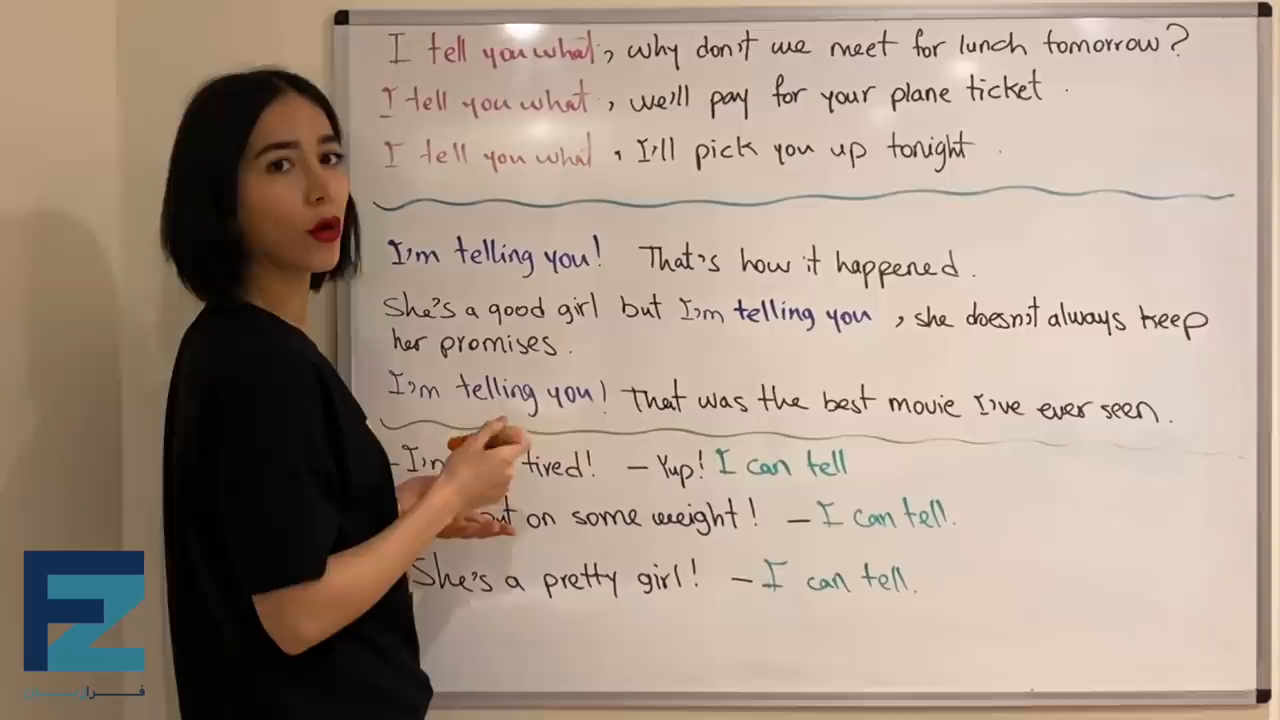 I tell you what, why don't we meet for lunch tomorrow?
I tell you what, we'll pay for your plane ticket.
I tell you what, I'll pick you up tonight.
I'm telling you! That's how it happened.
She's a good girl but I'm telling you, she doesn't always keep
her promises.
I'm telling you! That was the best movie I've ever seen.
- I'm tired! - Yup! I can tell
on some weight! - I can tell.
She's a pretty girl! - I can tell.
FZ